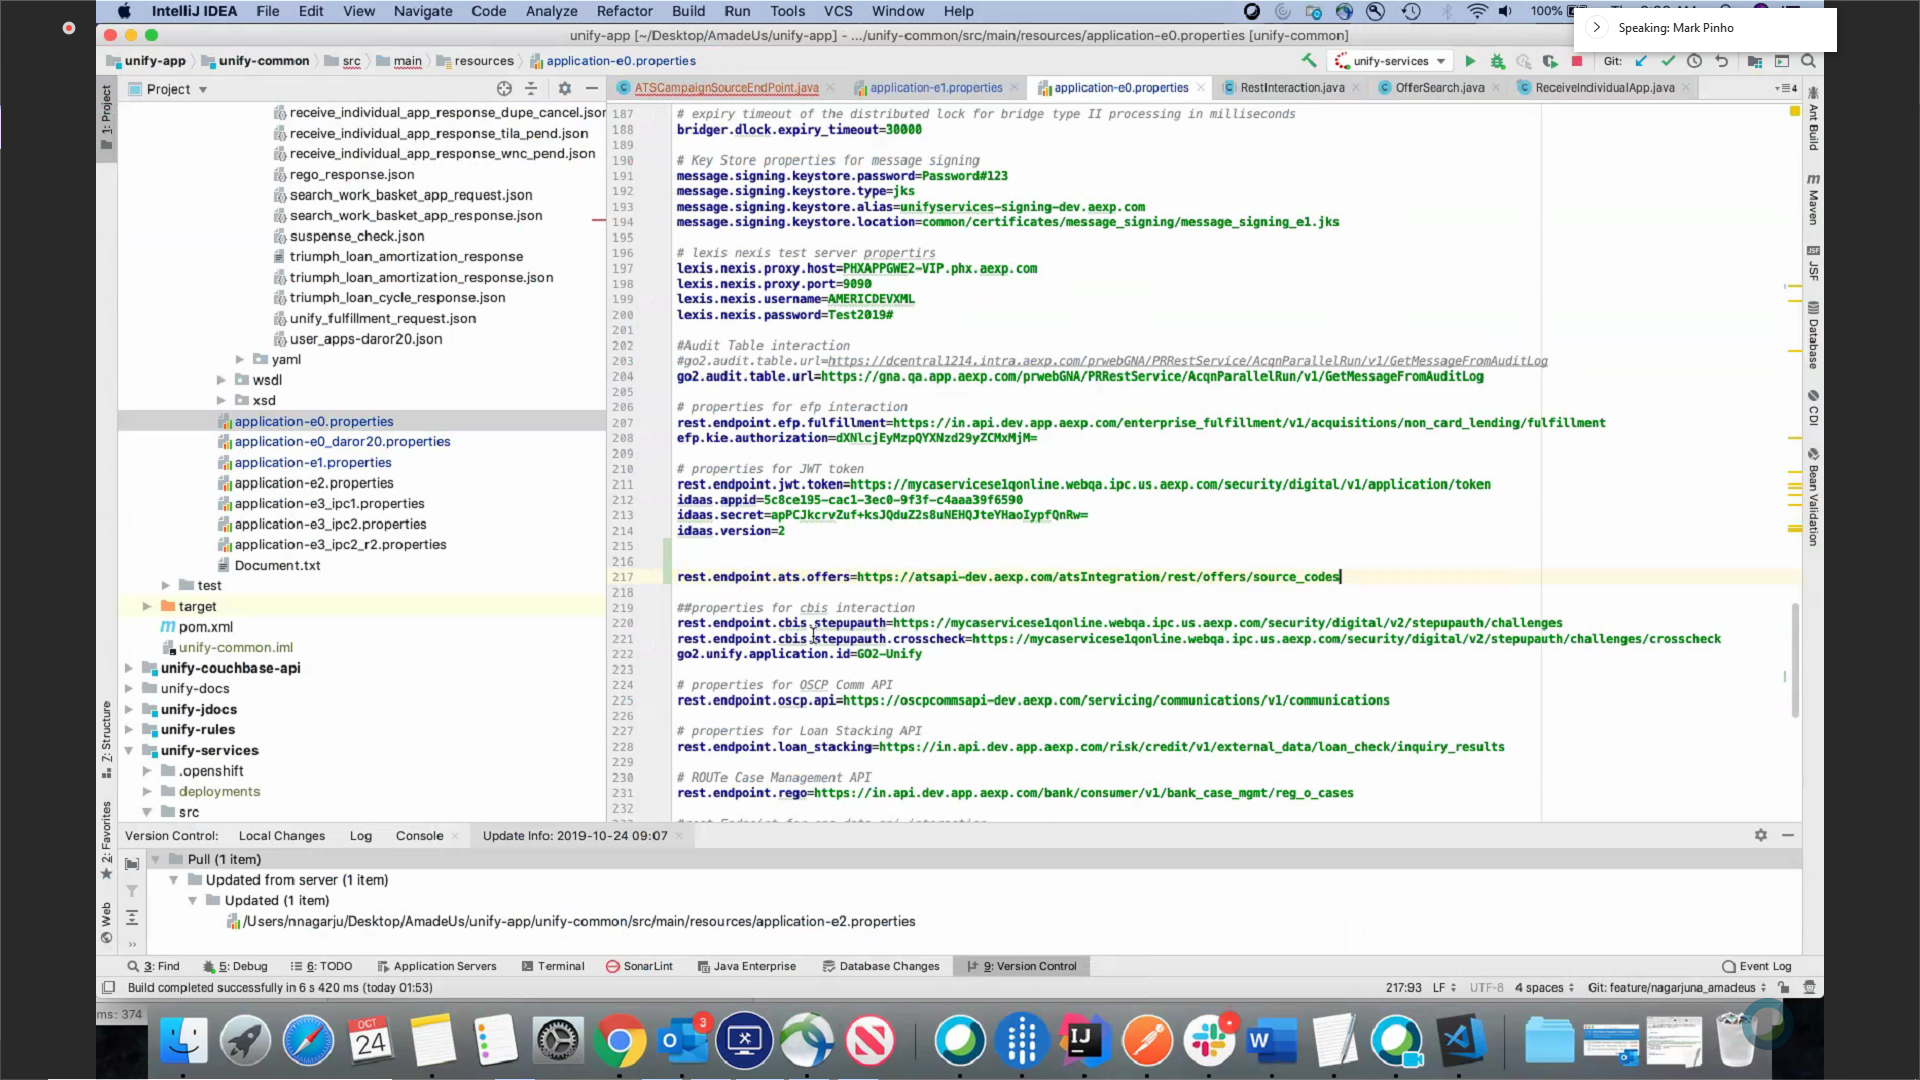 IntelliJ IDEA File Edit View Navigate Code Analyze Refactor Build Run Tools VCS Window Help 100%
Speaking: Mark Pinho
unify-app [~/Desktop/AmadeUs/unify-app] - .../unify-common/src/main/resources/application-e0.properties [unify-common]
unify-app unify-common src main resources application-e0.properties unify-services Git:
Project
ATSCampaignSourceEndPoint.java application-e1.properties application-e0.properties RestInteraction.java OfferSearch.java ReceiveIndividualApp.java
1: Project
Z: Structure
2: Favorites
Web
Ant Build
Maven
JSF
Database
CDI
Bean Validation
receive_individual_app_response_dupe_cancel.json
receive_individual_app_response_tila_pend.json
receive_individual_app_response_wnc_pend.json
rego_response.json
search_work_basket_app_request.json
search_work_basket_app_response.json
suspense_check.json
triumph_loan_amortization_response
triumph_loan_amortization_response.json
triumph_loan_cycle_response.json
unify_fulfillment_request.json
user_apps-daror20.json
yaml
wsdl
xsd
application-e0.properties
application-e0_daror20.properties
application-e1.properties
application-e2.properties
application-e3_ipc1.properties
application-e3_ipc2.properties
application-e3_ipc2_r2.properties
Document.txt
test
target
pom.xml
unify-common.iml
unify-couchbase-api
unify-docs
unify-jdocs
unify-rules
unify-services
.openshift
deployments
src
187 # expiry timeout of the distributed lock for bridge type II processing in milliseconds
188 bridger.dlock.expiry_timeout=30000
189
190 # Key Store properties for message signing
191 message.signing.keystore.password=Password#123
192 message.signing.keystore.type=jks
193 message.signing.keystore.alias=unifyservices-signing-dev.aexp.com
194 message.signing.keystore.location=common/certificates/message_signing/message_signing_e1.jks
195
196 # lexis nexis test server propertirs
197 lexis.nexis.proxy.host=PHXAPPGWE2-VIP.phx.aexp.com
198 lexis.nexis.proxy.port=9090
199 lexis.nexis.username=AMERICDEVXML
200 lexis.nexis.password=Test2019#
201
202 #Audit Table interaction
203 #go2.audit.table.url=https://dcentral1214.intra.aexp.com/prwebGNA/PRRestService/AcqnParallelRun/v1/GetMessageFromAuditLog
204 go2.audit.table.url=https://gna.qa.app.aexp.com/prwebGNA/PRRestService/AcqnParallelRun/v1/GetMessageFromAuditLog
205
206 # properties for efp interaction
207 rest.endpoint.efp.fulfillment=https://in.api.dev.app.aexp.com/enterprise_fulfillment/v1/acquisitions/non_card_lending/fulfillment
208 efp.kie.authorization=dXNlcjEyMzpQYXNzd29yZCMxMjM=
209
210 # properties for JWT token
211 rest.endpoint.jwt.token=https://mycaservicese1qonline.webqa.ipc.us.aexp.com/security/digital/v1/application/token
212 idaas.appid=5c8ce195-cac1-3ec0-9f3f-c4aaa39f6590
213 idaas.secret=apPCJkcrvZuf+ksJQduZ2s8uNEHQJteYHaoIypfQnRw=
214 idaas.version=2
215
216
217 rest.endpoint.ats.offers=https://atsapi-dev.aexp.com/atsIntegration/rest/offers/source_codes
218
219 ##properties for cbis interaction
220 rest.endpoint.cbis.stepupauth=https://mycaservicese1qonline.webqa.ipc.us.aexp.com/security/digital/v2/stepupauth/challenges
221 rest.endpoint.cbis.stepupauth.crosscheck=https://mycaservicese1qonline.webqa.ipc.us.aexp.com/security/digital/v2/stepupauth/challenges/crosscheck
222 go2.unify.application.id=GO2-Unify
223
224 # properties for OSCP Comm API
225 rest.endpoint.oscp.api=https://oscpcommsapi-dev.aexp.com/servicing/communications/v1/communications
226
227 # properties for Loan Stacking API
228 rest.endpoint.loan_stacking=https://in.api.dev.app.aexp.com/risk/credit/v1/external_data/loan_check/inquiry_results
229
230 # ROUTe Case Management API
231 rest.endpoint.rego=https://in.api.dev.app.aexp.com/bank/consumer/v1/bank_case_mgmt/reg_o_cases
232
Version Control: Local Changes Log Console Update Info: 2019-10-24 09:07
Pull (1 item)
Updated from server (1 item)
Updated (1 item)
/Users/nnagarju/Desktop/AmadeUs/unify-app/unify-common/src/main/resources/application-e2.properties
3: Find 5: Debug 6: TODO Application Servers Terminal SonarLint Java Enterprise Database Changes 9: Version Control Event Log
Build completed successfully in 6 s 420 ms (today 01:53) 217:93 LF UTF-8 4 spaces Git: feature/nagarjuna_amadeus
ms: 374
OCT
24
3